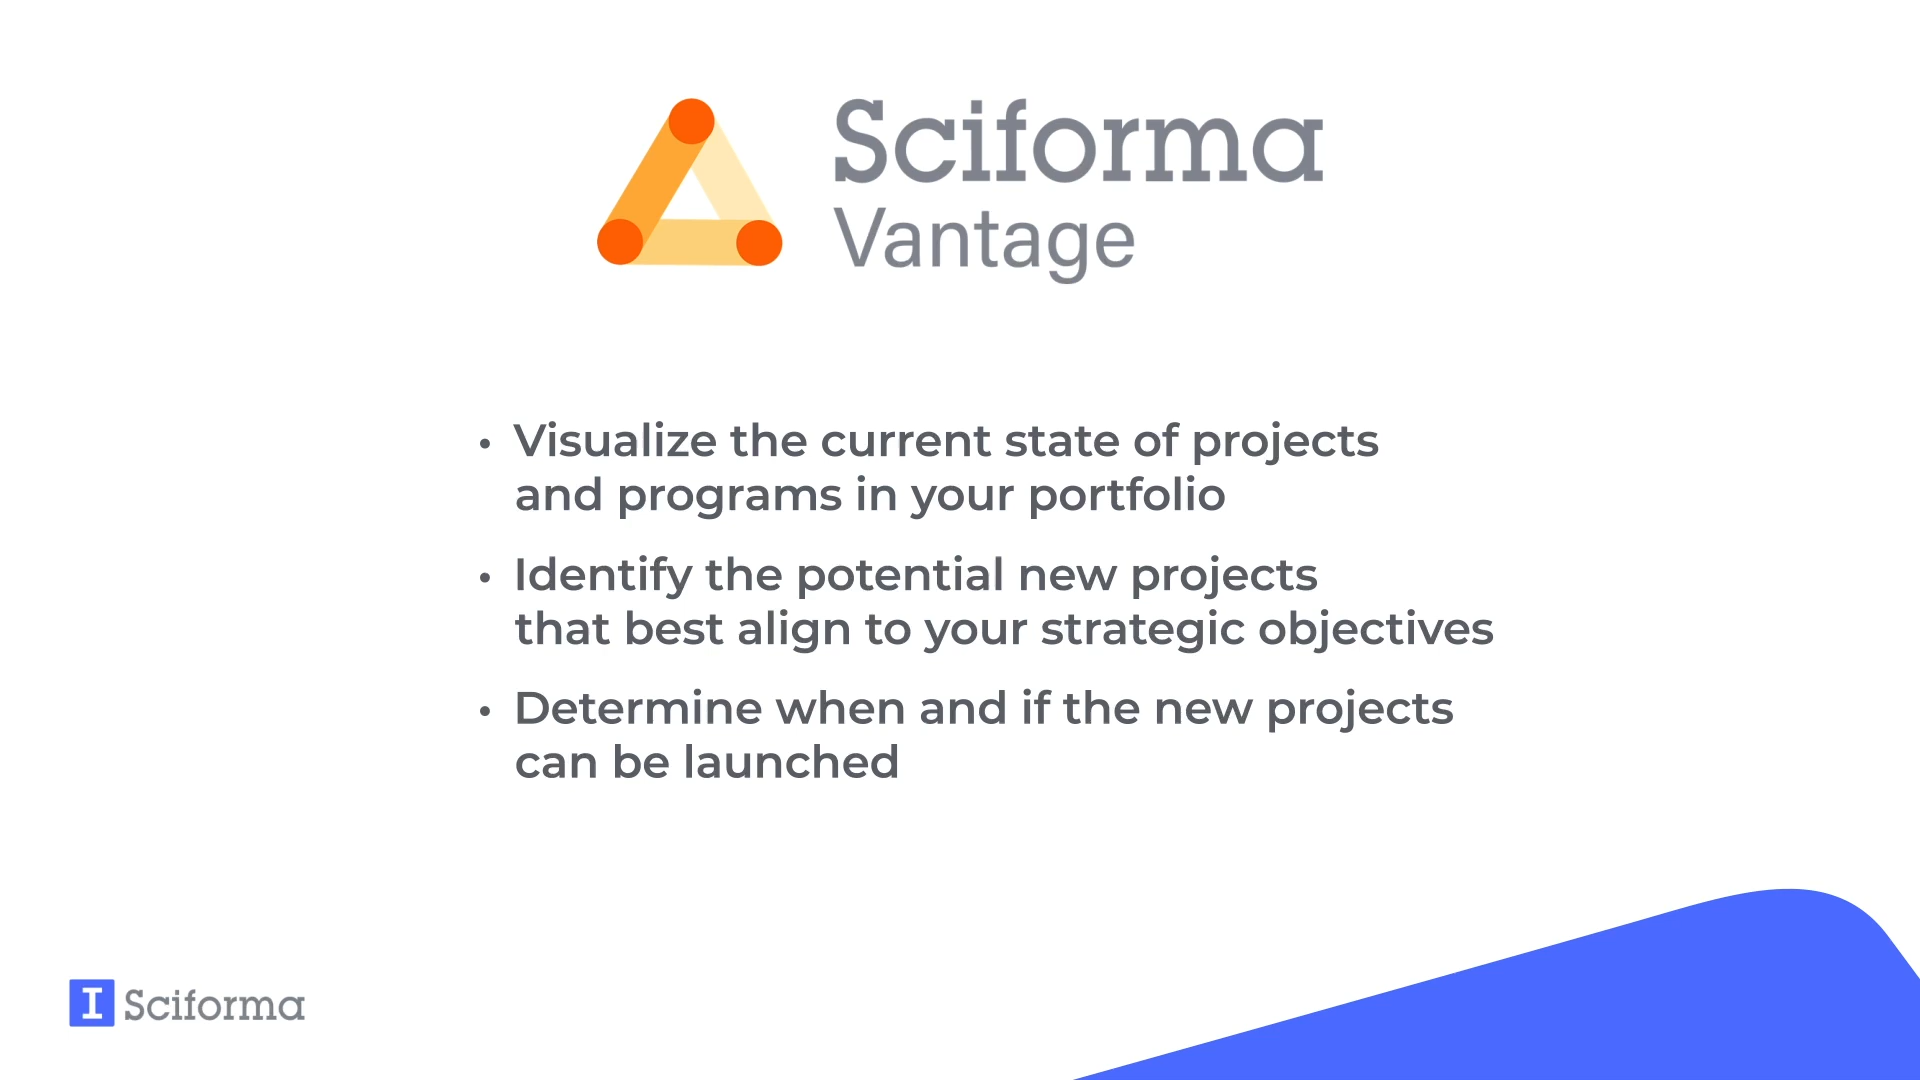 Sciforma
Vantage
• Visualize the current state of projects
and programs in your portfolio
• Identify the potential new projects
that best align to your strategic objectives
• Determine when and if the new projects
can be launched
I Sciforma